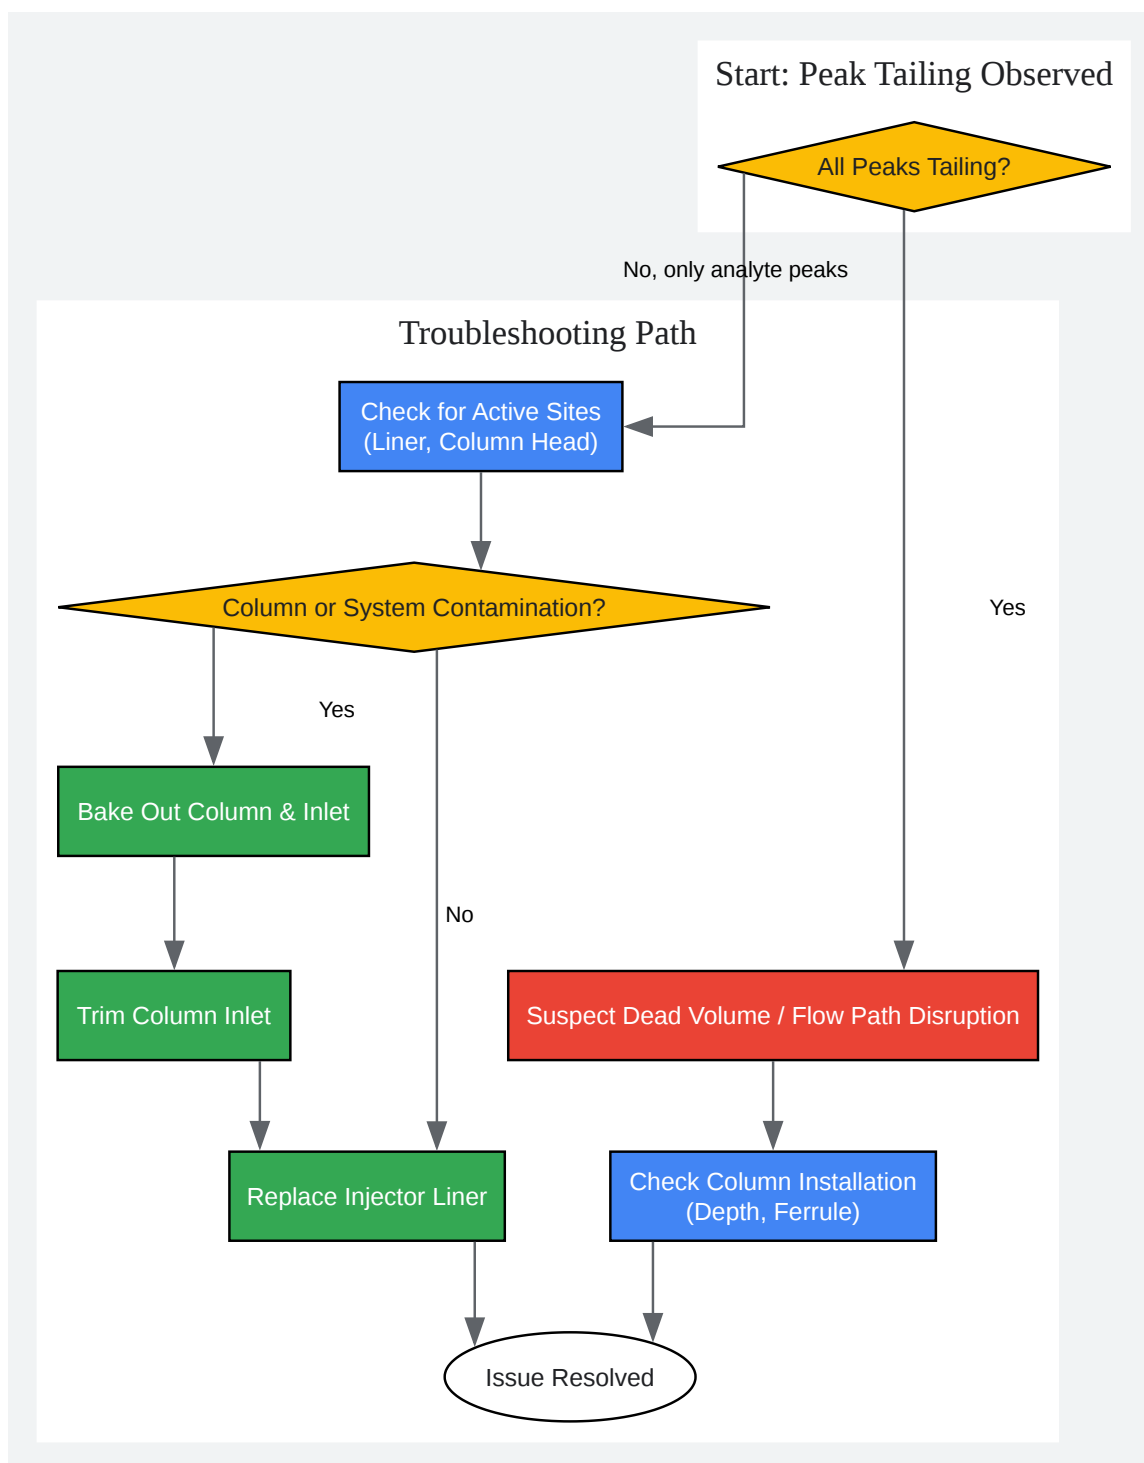 Start: Peak Tailing Observed
All Peaks Tailing?
No, only analyte peaks
Troubleshooting Path
Check for Active Sites
(Liner, Column Head)
Column or System Contamination?
Yes
Yes
Bake Out Column & Inlet
No
Trim Column Inlet
Suspect Dead Volume / Flow Path Disruption
Replace Injector Liner
Check Column Installation
(Depth, Ferrule)
Issue Resolved